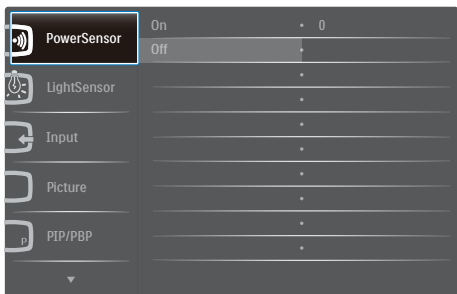 PowerSensor
On • 0
Off •
LightSensor
Input
Picture
P
PIP/PBP